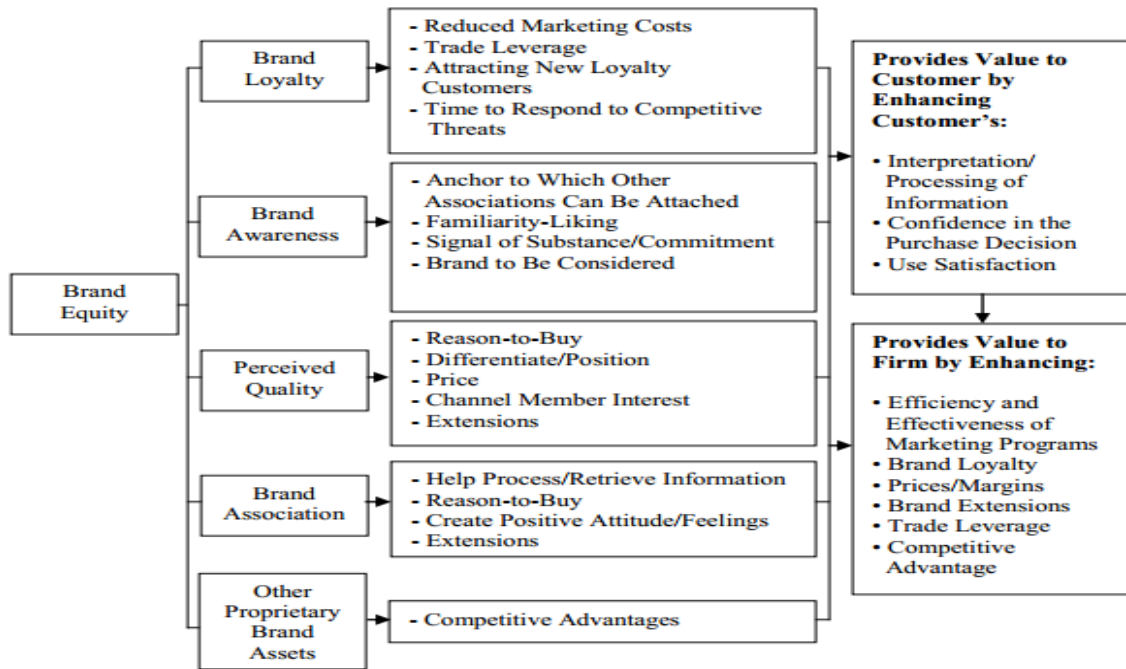 Brand
Equity
Brand
Loyalty
- Reduced Marketing Costs
- Trade Leverage
- Attracting New Loyalty
Customers
- Time to Respond to Competitive
Threats
Brand
Awareness
- Anchor to Which Other
Associations Can Be Attached
- Familiarity-Liking
- Signal of Substance/Commitment
- Brand to Be Considered
Perceived
Quality
- Reason-to-Buy
- Differentiate/Position
- Price
- Channel Member Interest
- Extensions
Brand
Association
- Help Process/Retrieve Information
- Reason-to-Buy
- Create Positive Attitude/Feelings
- Extensions
Other
Proprietary
Brand
Assets
- Competitive Advantages
Provides Value to
Customer by
Enhancing
Customer's:
• Interpretation/
Processing of
Information
• Confidence in the
Purchase Decision
• Use Satisfaction
Provides Value to
Firm by Enhancing:
• Efficiency and
Effectiveness of
Marketing Programs
• Brand Loyalty
• Prices/Margins
• Brand Extensions
• Trade Leverage
• Competitive
Advantage